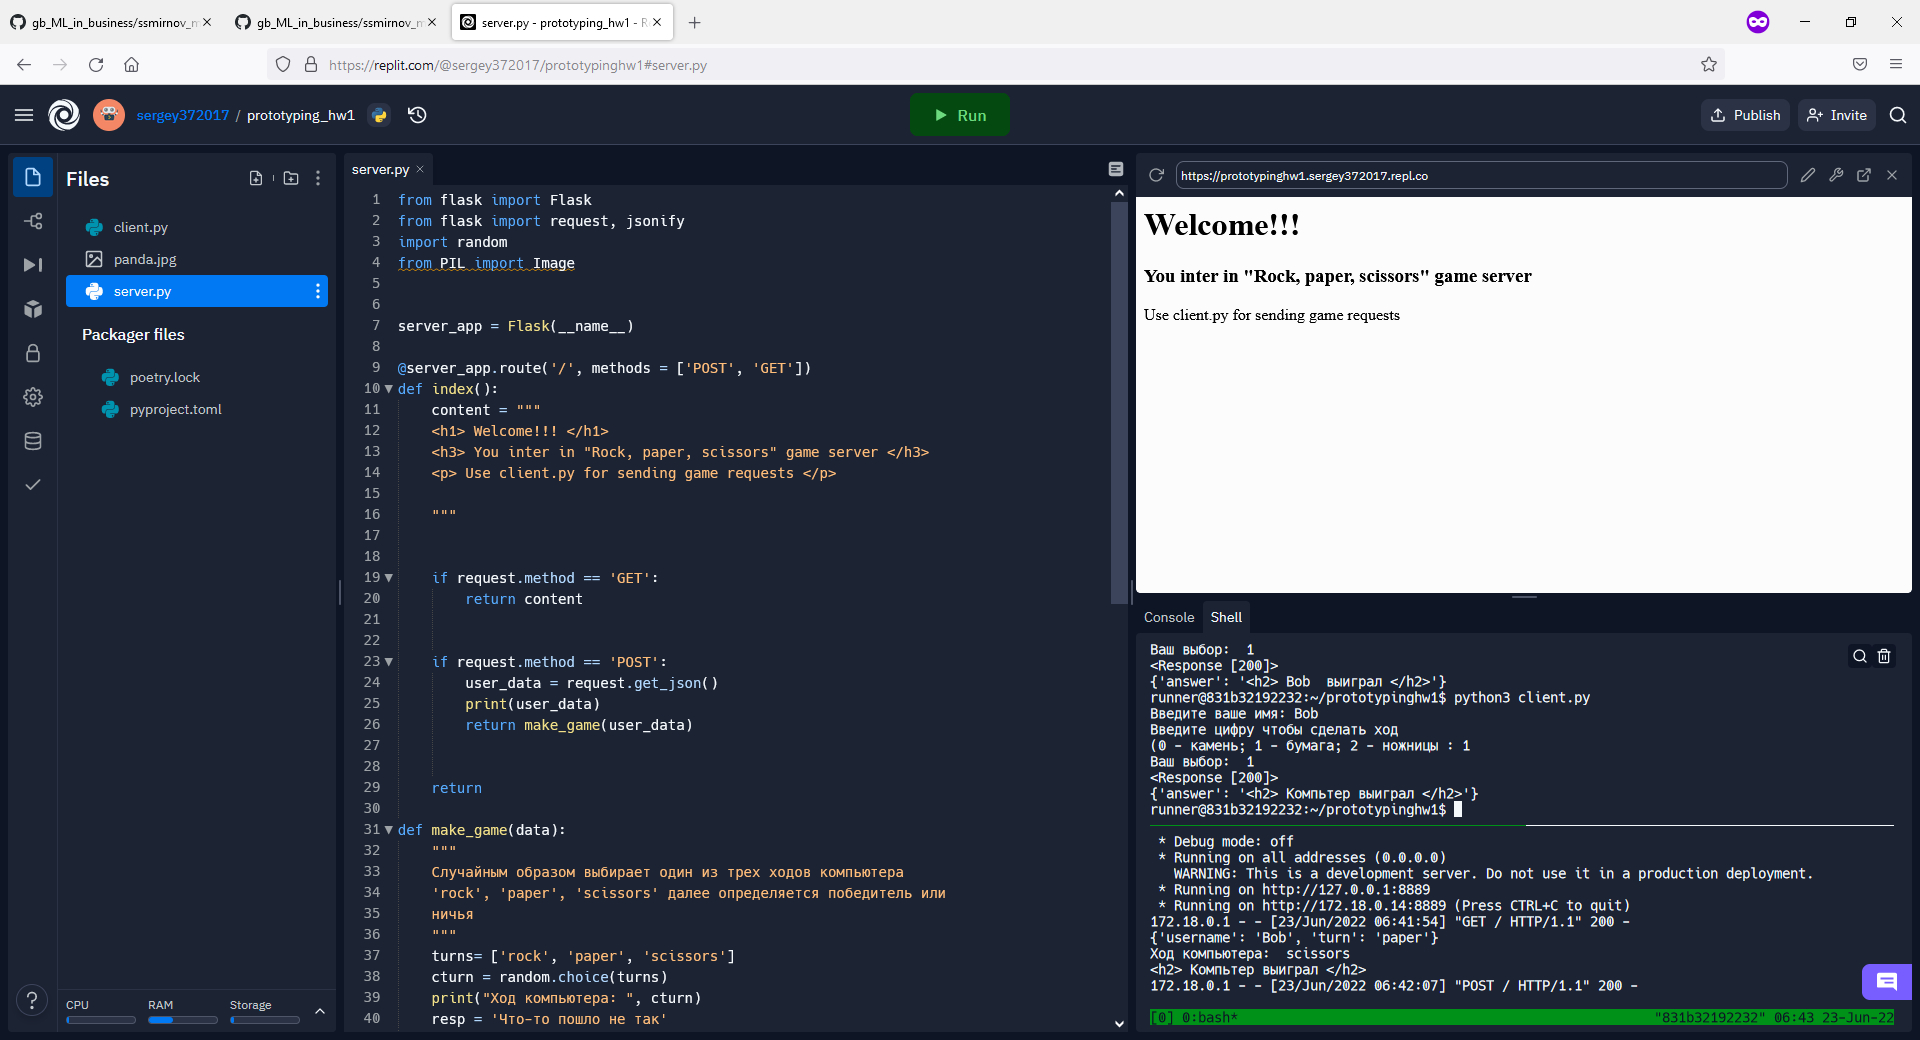 gb_ML_in_business/ssmirnov_m
gb_ML_in_business/ssmirnov_m
server.py - prototyping_hw1 - R
https://replit.com/@sergey372017/prototypinghw1#server.py
sergey372017 / prototyping_hw1
Run
Publish
Invite
Files
client.py
panda.jpg
server.py
Packager files
poetry.lock
pyproject.toml
CPU
RAM
Storage
server.py
1 from flask import Flask
2 from flask import request, jsonify
3 import random
4 from PIL import Image
5
6
7 server_app = Flask(__name__)
8
9 @server_app.route('/', methods = ['POST', 'GET'])
10 def index():
11 content = """
12 <h1> Welcome!!! </h1>
13 <h3> You inter in "Rock, paper, scissors" game server </h3>
14 <p> Use client.py for sending game requests </p>
15
16 """
17
18
19 if request.method == 'GET':
20 return content
21
22
23 if request.method == 'POST':
24 user_data = request.get_json()
25 print(user_data)
26 return make_game(user_data)
27
28
29 return
30
31 def make_game(data):
32 """
33 Случайным образом выбирает один из трех ходов компьютера
34 'rock', 'paper', 'scissors' далее определяется победитель или
35 ничья
36 """
37 turns= ['rock', 'paper', 'scissors']
38 cturn = random.choice(turns)
39 print("Ход компьютера: ", cturn)
40 resp = 'Что-то пошло не так'
https://prototypinghw1.sergey372017.repl.co
Welcome!!!
You inter in "Rock, paper, scissors" game server
Use client.py for sending game requests
Console
Shell
Ваш выбор:  1
<Response [200]>
{'answer': '<h2> Bob  выиграл </h2>'}
runner@831b32192232:~/prototypinghw1$ python3 client.py
Введите ваше имя: Bob
Введите цифру чтобы сделать ход
(0 - камень; 1 - бумага; 2 - ножницы : 1
Ваш выбор:  1
<Response [200]>
{'answer': '<h2> Компьтер выиграл </h2>'}
runner@831b32192232:~/prototypinghw1$
* Debug mode: off
* Running on all addresses (0.0.0.0)
WARNING: This is a development server. Do not use it in a production deployment.
* Running on http://127.0.0.1:8889
* Running on http://172.18.0.14:8889 (Press CTRL+C to quit)
172.18.0.1 - - [23/Jun/2022 06:41:54] "GET / HTTP/1.1" 200 -
{'username': 'Bob', 'turn': 'paper'}
Ход компьютера:  scissors
<h2> Компьтер выиграл </h2>
172.18.0.1 - - [23/Jun/2022 06:42:07] "POST / HTTP/1.1" 200 -
[0] 0:bash* "831b32192232" 06:43 23-Jun-22